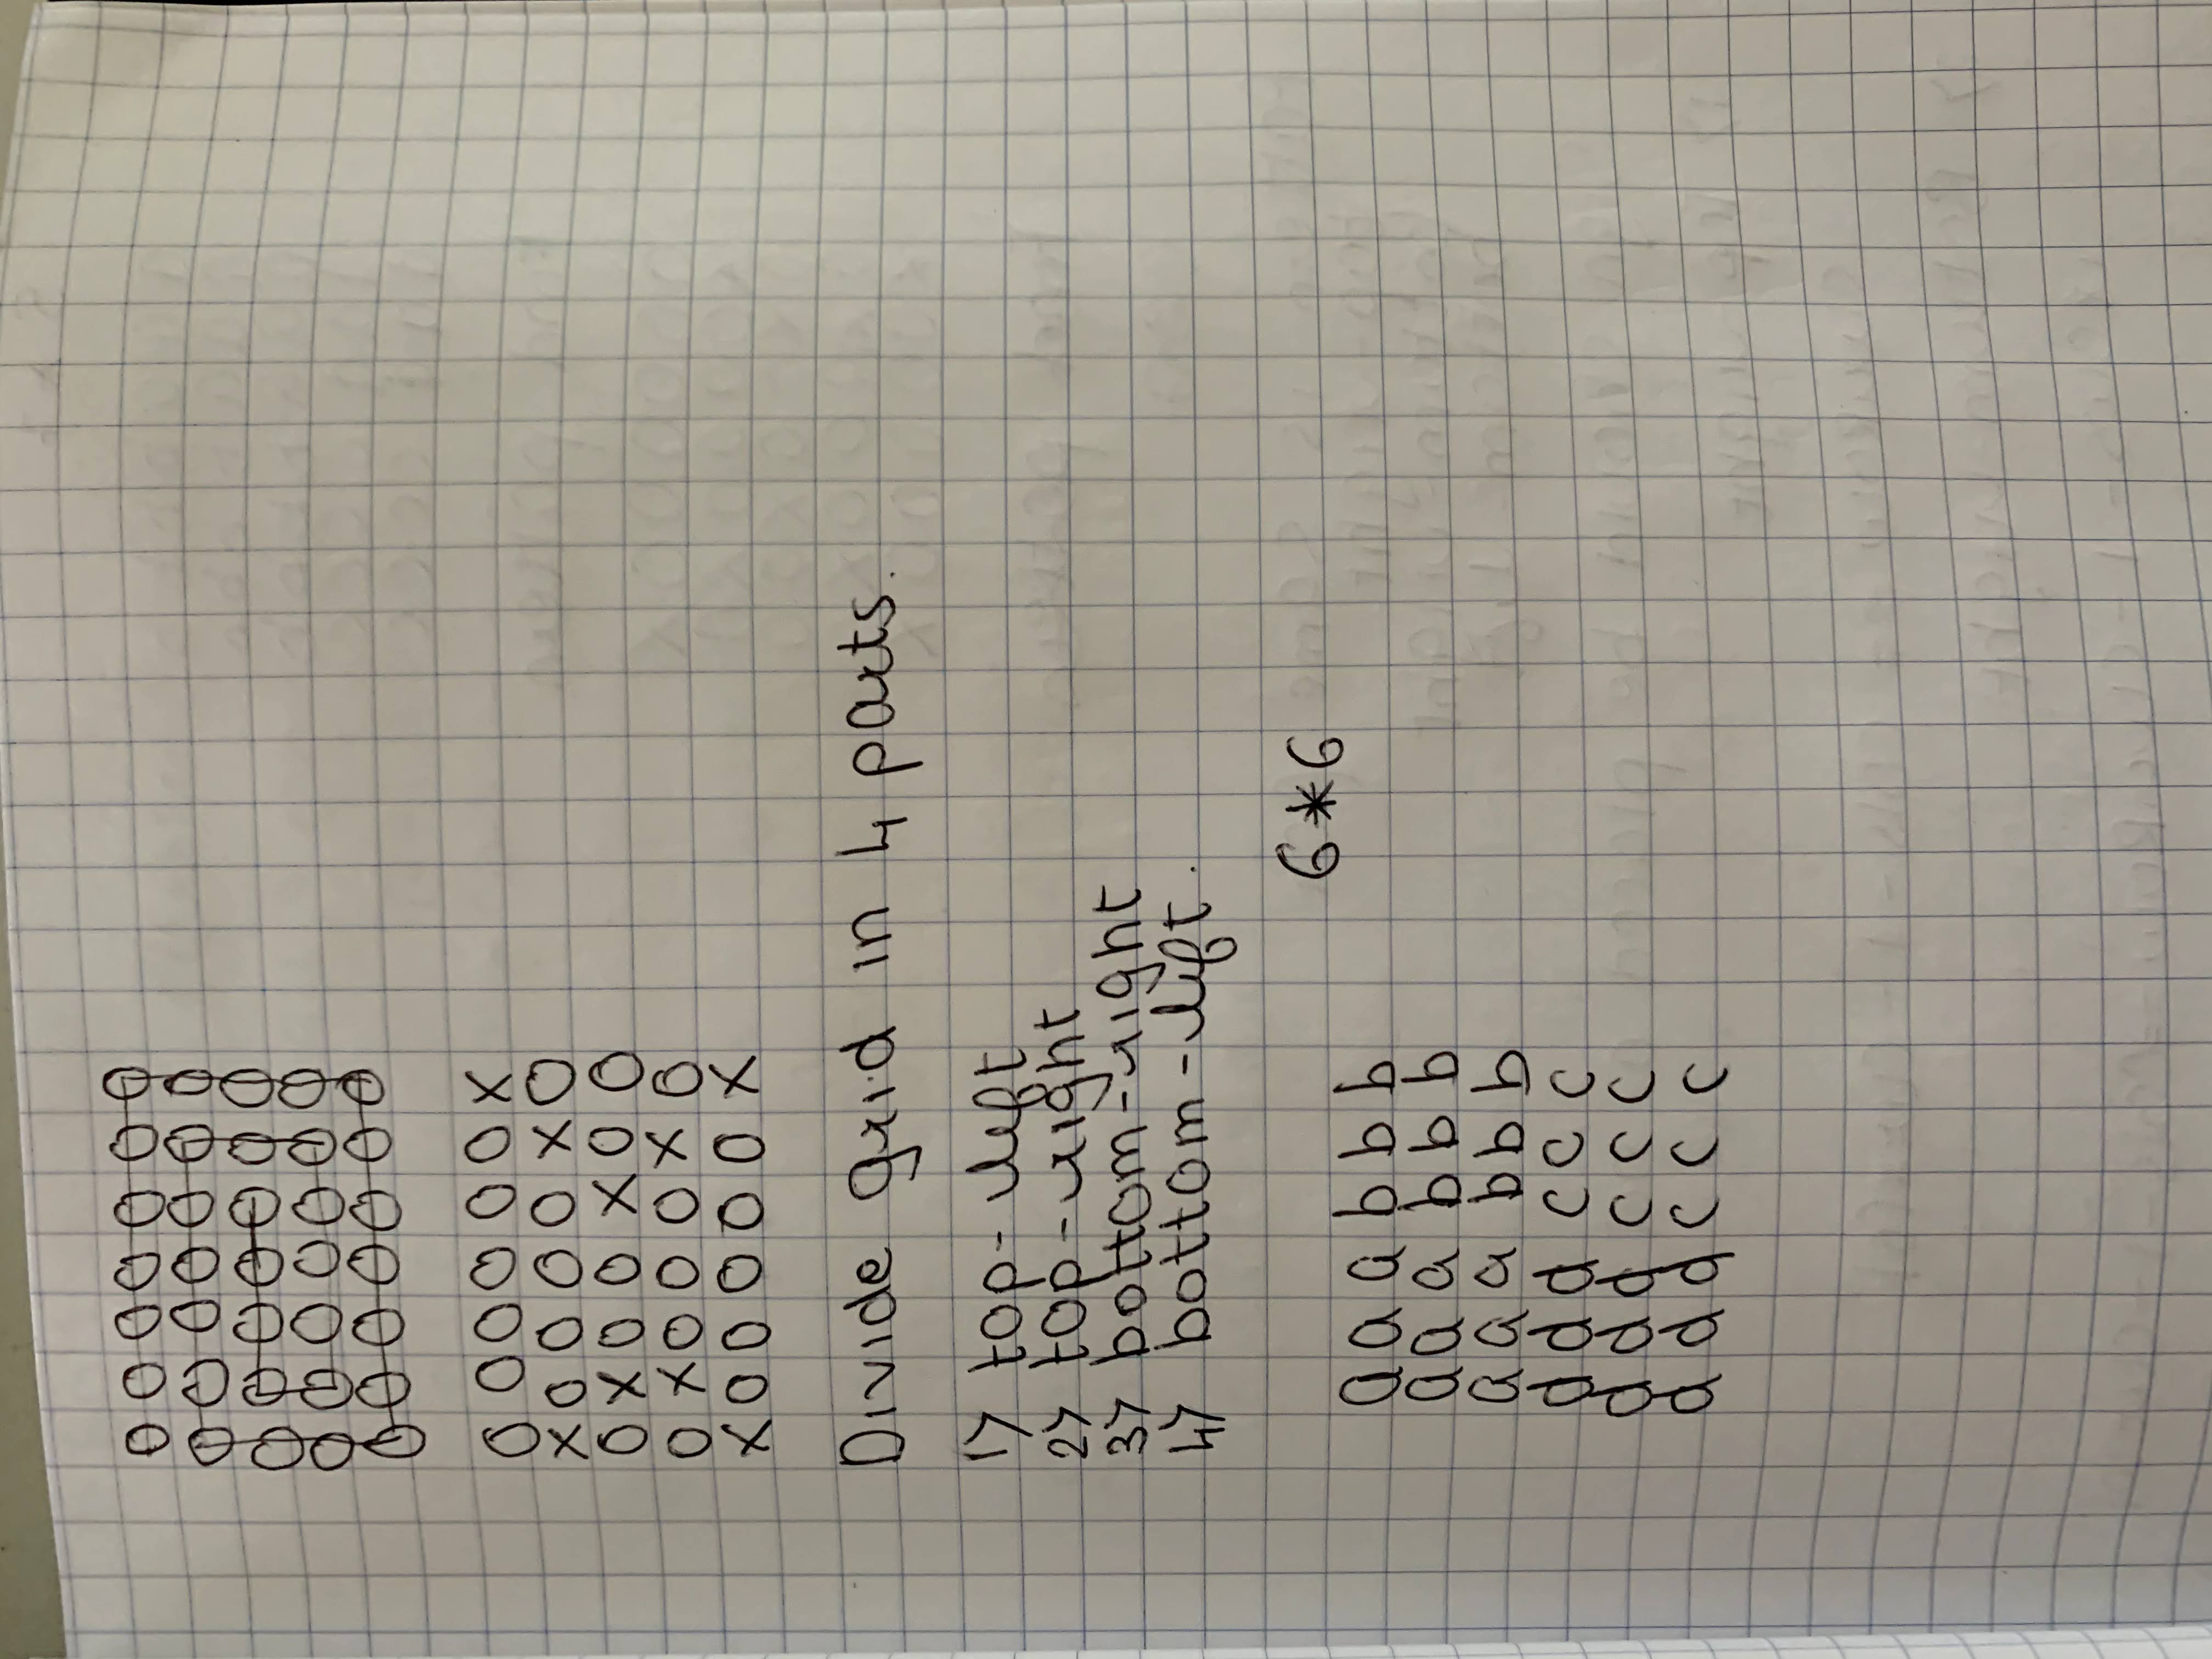 0 0 0 0 0 0 0
0 0 0 0 0 0 0
0 0 0 0 0 0 0
0 0 0 0 0 0 0
0 0 0 0 0 0 0
0 0 0 0 0 0 x
x 0 0 0 0 x 0
0 x 0 0 x 0 0
0 x 0 0 0 x 0
x 0 0 0 0 0 x
Divide grid in 4 parts.
1> top-left
2> top-right
3> bottom-right
4> bottom-left.
6*6
a a a b b b
a a a b b b
a a a b b b
d d d c c c
d d d c c c
d d d c c c